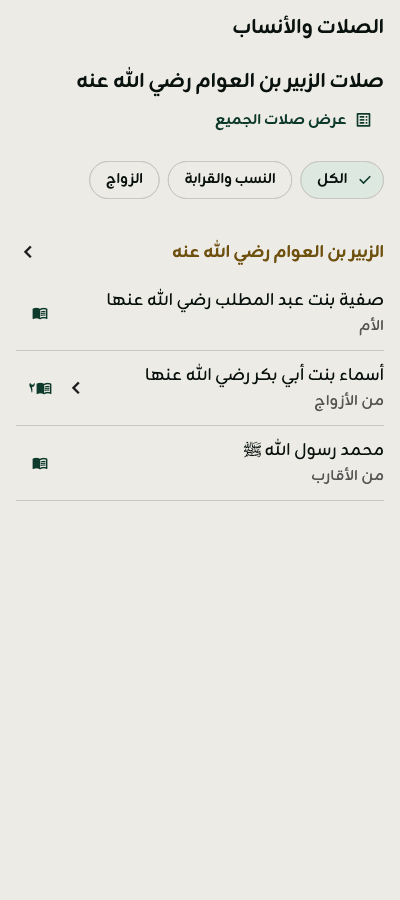 الصلات والأنساب
صلات الزبير بن العوام رضي الله عنه
عرض صلات الجميع
الكل
النسب والقرابة
الزواج
الزبير بن العوام رضي الله عنه
صفية بنت عبد المطلب رضي الله عنها
الأم
أسماء بنت أبي بكر رضي الله عنها
٢
من الأزواج
محمد رسول الله ﷺ
من الأقارب